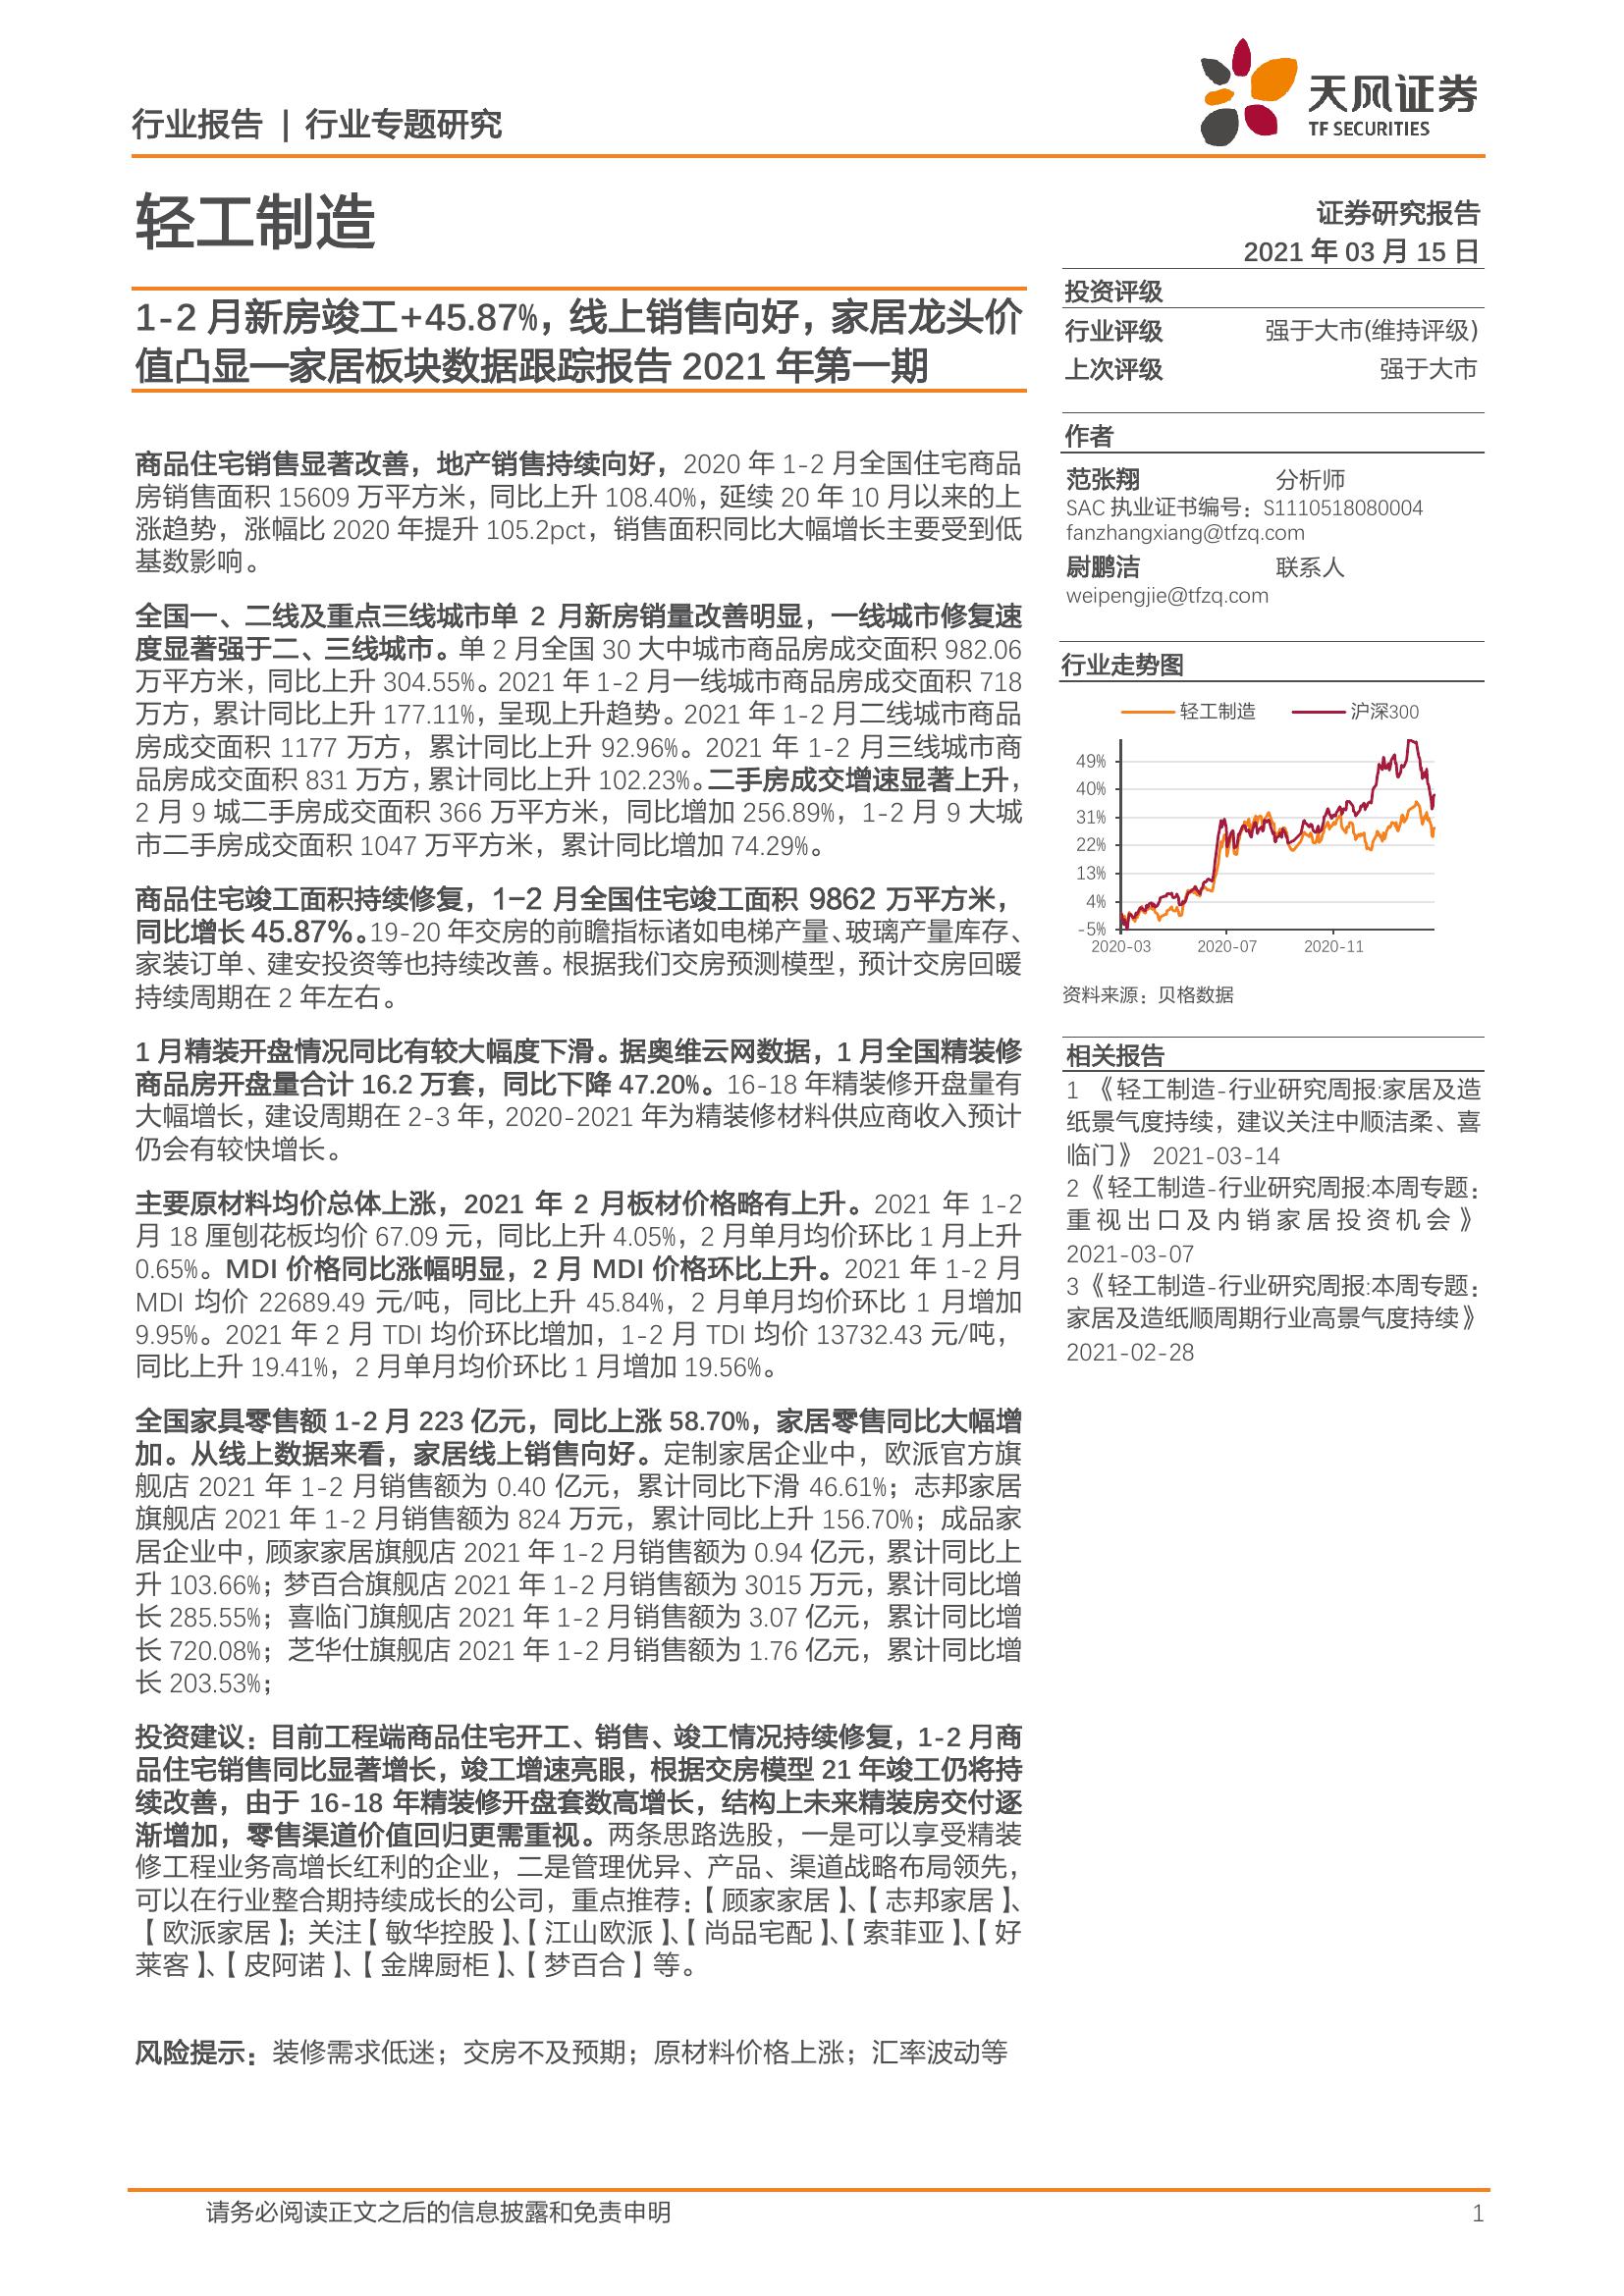 行业报告 | 行业专题研究
天风证券
TF SECURITIES
轻工制造
证券研究报告
2021 年 03 月 15 日
1-2 月新房竣工+45.87%，线上销售向好，家居龙头价
值凸显—家居板块数据跟踪报告 2021 年第一期
商品住宅销售显著改善，地产销售持续向好，2020 年 1-2 月全国住宅商品
房销售面积 15609 万平方米，同比上升 108.40%，延续 20 年 10 月以来的上
涨趋势，涨幅比 2020 年提升 105.2pct，销售面积同比大幅增长主要受到低
基数影响。
全国一、二线及重点三线城市单 2 月新房销量改善明显，一线城市修复速
度显著强于二、三线城市。单 2 月全国 30 大中城市商品房成交面积 982.06
万平方米，同比上升 304.55%。2021 年 1-2 月一线城市商品房成交面积 718
万方，累计同比上升 177.11%，呈现上升趋势。2021 年 1-2 月二线城市商品
房成交面积 1177 万方，累计同比上升 92.96%。2021 年 1-2 月三线城市商
品房成交面积 831 万方，累计同比上升 102.23%。二手房成交增速显著上升，
2 月 9 城二手房成交面积 366 万平方米，同比增加 256.89%，1-2 月 9 大城
市二手房成交面积 1047 万平方米，累计同比增加 74.29%。
商品住宅竣工面积持续修复，1–2 月全国住宅竣工面积 9862 万平方米，
同比增长 45.87%。19-20 年交房的前瞻指标诸如电梯产量、玻璃产量库存、
家装订单、建安投资等也持续改善。根据我们交房预测模型，预计交房回暖
持续周期在 2 年左右。
1 月精装开盘情况同比有较大幅度下滑。据奥维云网数据，1 月全国精装修
商品房开盘量合计 16.2 万套，同比下降 47.20%。16-18 年精装修开盘量有
大幅增长，建设周期在 2-3 年，2020-2021 年为精装修材料供应商收入预计
仍会有较快增长。
主要原材料均价总体上涨，2021 年 2 月板材价格略有上升。2021 年 1-2
月 18 厘刨花板均价 67.09 元，同比上升 4.05%，2 月单月均价环比 1 月上升
0.65%。MDI 价格同比涨幅明显，2 月 MDI 价格环比上升。2021 年 1-2 月
MDI 均价 22689.49 元/吨，同比上升 45.84%，2 月单月均价环比 1 月增加
9.95%。2021 年 2 月 TDI 均价环比增加，1-2 月 TDI 均价 13732.43 元/吨，
同比上升 19.41%，2 月单月均价环比 1 月增加 19.56%。
全国家具零售额 1-2 月 223 亿元，同比上涨 58.70%，家居零售同比大幅增
加。从线上数据来看，家居线上销售向好。定制家居企业中，欧派官方旗
舰店 2021 年 1-2 月销售额为 0.40 亿元，累计同比下滑 46.61%；志邦家居
旗舰店 2021 年 1-2 月销售额为 824 万元，累计同比上升 156.70%；成品家
居企业中，顾家家居旗舰店 2021 年 1-2 月销售额为 0.94 亿元，累计同比上
升 103.66%；梦百合旗舰店 2021 年 1-2 月销售额为 3015 万元，累计同比增
长 285.55%；喜临门旗舰店 2021 年 1-2 月销售额为 3.07 亿元，累计同比增
长 720.08%；芝华仕旗舰店 2021 年 1-2 月销售额为 1.76 亿元，累计同比增
长 203.53%；
投资建议：目前工程端商品住宅开工、销售、竣工情况持续修复，1-2 月商
品住宅销售同比显著增长，竣工增速亮眼，根据交房模型 21 年竣工仍将持
续改善，由于 16-18 年精装修开盘套数高增长，结构上未来精装房交付逐
渐增加，零售渠道价值回归更需重视。两条思路选股，一是可以享受精装
修工程业务高增长红利的企业，二是管理优异、产品、渠道战略布局领先，
可以在行业整合期持续成长的公司，重点推荐：【顾家家居】、【志邦家居】、
【欧派家居】；关注【敏华控股】、【江山欧派】、【尚品宅配】、【索菲亚】、【好
莱客】、【皮阿诺】、【金牌厨柜】、【梦百合】等。
风险提示：装修需求低迷；交房不及预期；原材料价格上涨；汇率波动等
投资评级
行业评级 强于大市(维持评级)
上次评级 强于大市
作者
范张翔 分析师
SAC 执业证书编号：S1110518080004
fanzhangxiang@tfzq.com
尉鹏洁 联系人
weipengjie@tfzq.com
行业走势图
轻工制造 沪深300
49%
40%
31%
22%
13%
4%
-5%
2020-03 2020-07 2020-11
资料来源：贝格数据
相关报告
1 《轻工制造-行业研究周报:家居及造
纸景气度持续，建议关注中顺洁柔、喜
临门》 2021-03-14
2《轻工制造-行业研究周报:本周专题：
重视出口及内销家居投资机会》
2021-03-07
3《轻工制造-行业研究周报:本周专题：
家居及造纸顺周期行业高景气度持续》
2021-02-28
请务必阅读正文之后的信息披露和免责申明 1